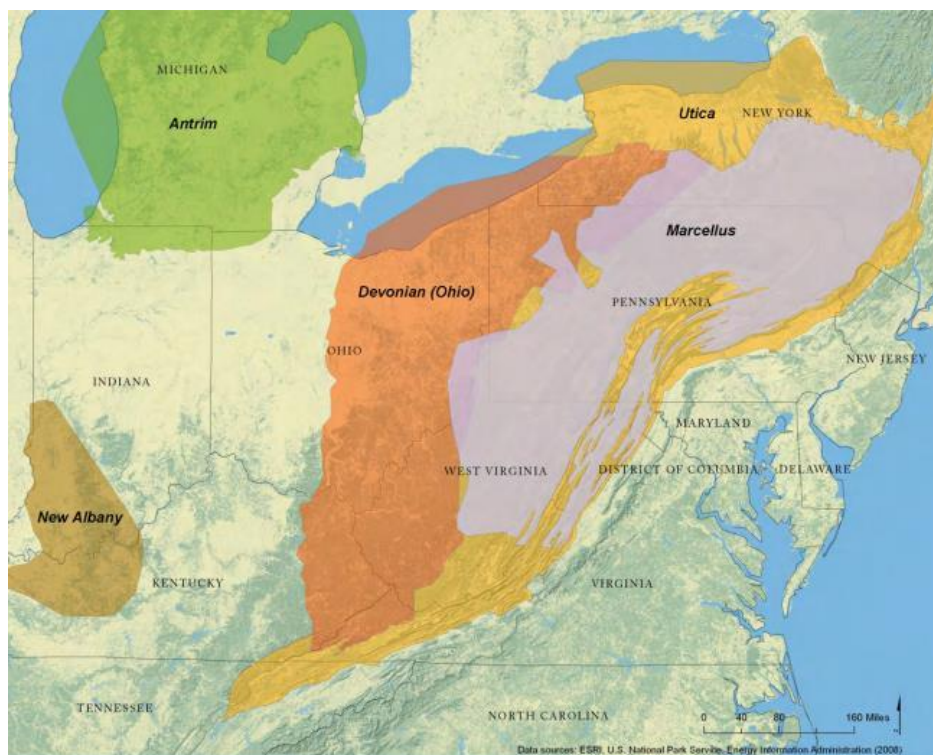 MICHIGAN
Antrim
Utica
NEW YORK
Marcellus
Devonian (Ohio)
PENNSYLVANIA
OHIO
NEW JERSEY
INDIANA
MARYLAND
WEST VIRGINIA
DISTRICT OF COLUMBIA
DELAWARE
New Albany
KENTUCKY
VIRGINIA
TENNESSEE
NORTH CAROLINA
0 40 80 160 Miles
Data sources: ESRI, U.S. National Park Service, Energy Information Administration (2008)